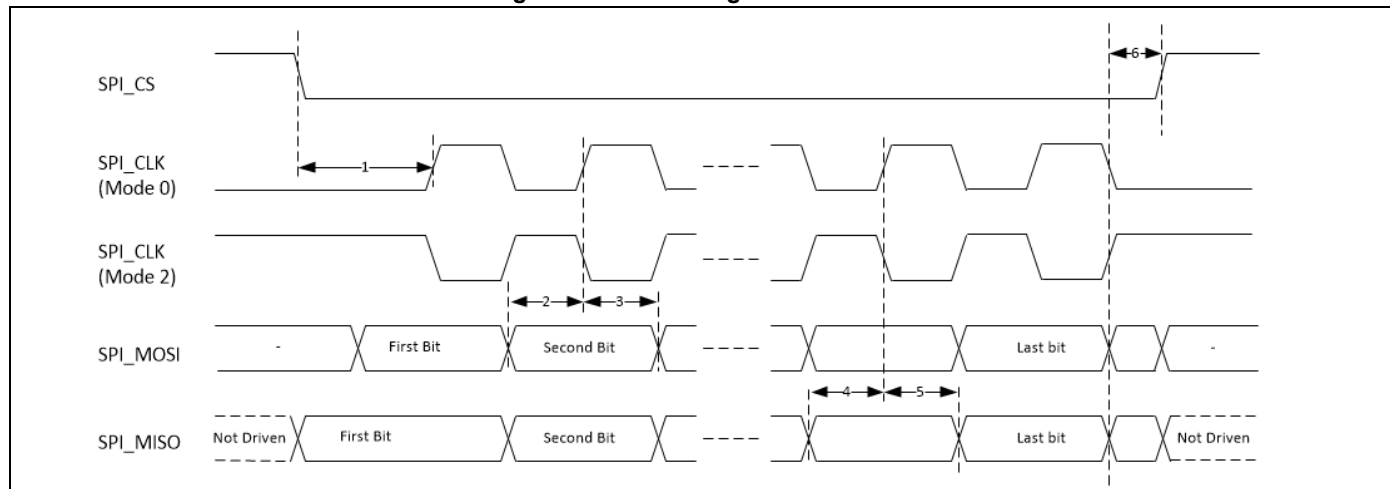 6
SPI_CS
SPI_CLK
(Mode 0)
1
SPI_CLK
(Mode 2)
2 3
SPI_MOSI - First Bit Second Bit Last bit -
4 5
SPI_MISO Not Driven First Bit Second Bit Last bit Not Driven